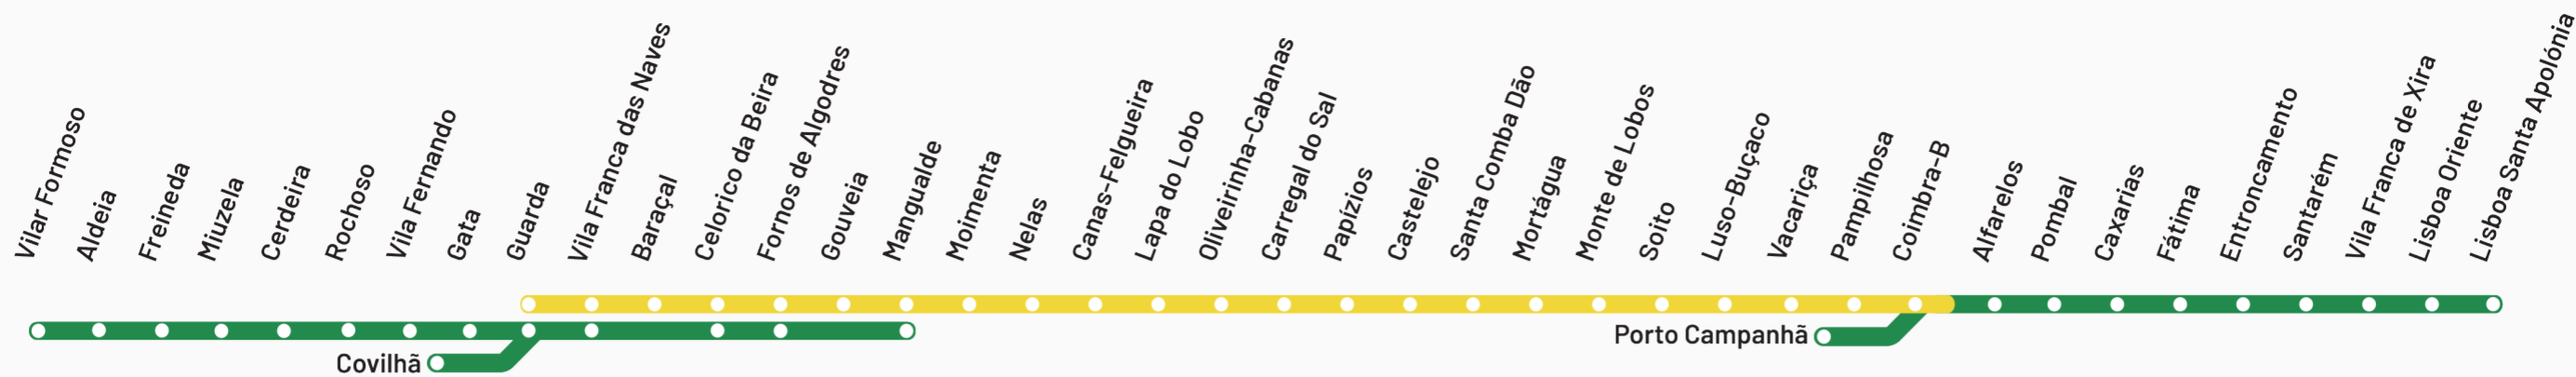 Vilar Formoso
Aldeia
Freineda
Miuzela
Cerdeira
Rochoso
Vila Fernando
Gata
Guarda
Vila Franca das Naves
Baraçal
Celorico da Beira
Fornos de Algodres
Gouveia
Mangualde
Moimenta
Nelas
Canas-Felgueira
Lapa do Lobo
Oliveirinha-Cabanas
Carregal do Sal
Papízios
Castelejo
Santa Comba Dão
Mortágua
Monte de Lobos
Soito
Luso-Buçaco
Vacariça
Pampilhosa
Coimbra-B
Alfarelos
Pombal
Caxarias
Fátima
Entroncamento
Santarém
Vila Franca de Xira
Lisboa Oriente
Lisboa Santa Apolónia
Porto Campanhã
Covilhã